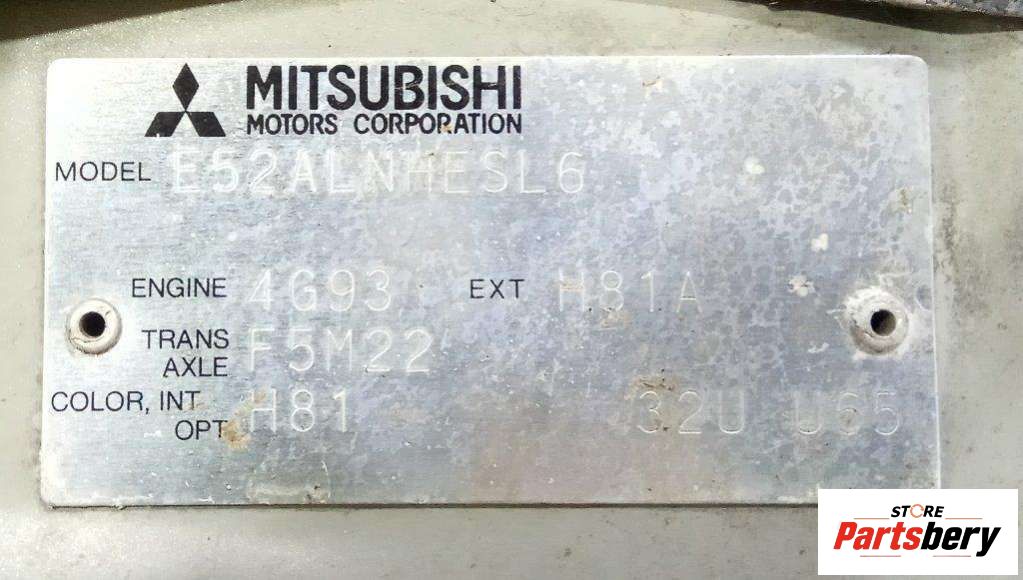 MITSUBISHI
MOTORS CORPORATION
MODEL E52ALNHESL6
ENGINE 4G93 EXT H81A
TRANS AXLE F5M22
COLOR, INT OPT H81 32U U65
STORE
Partsbery